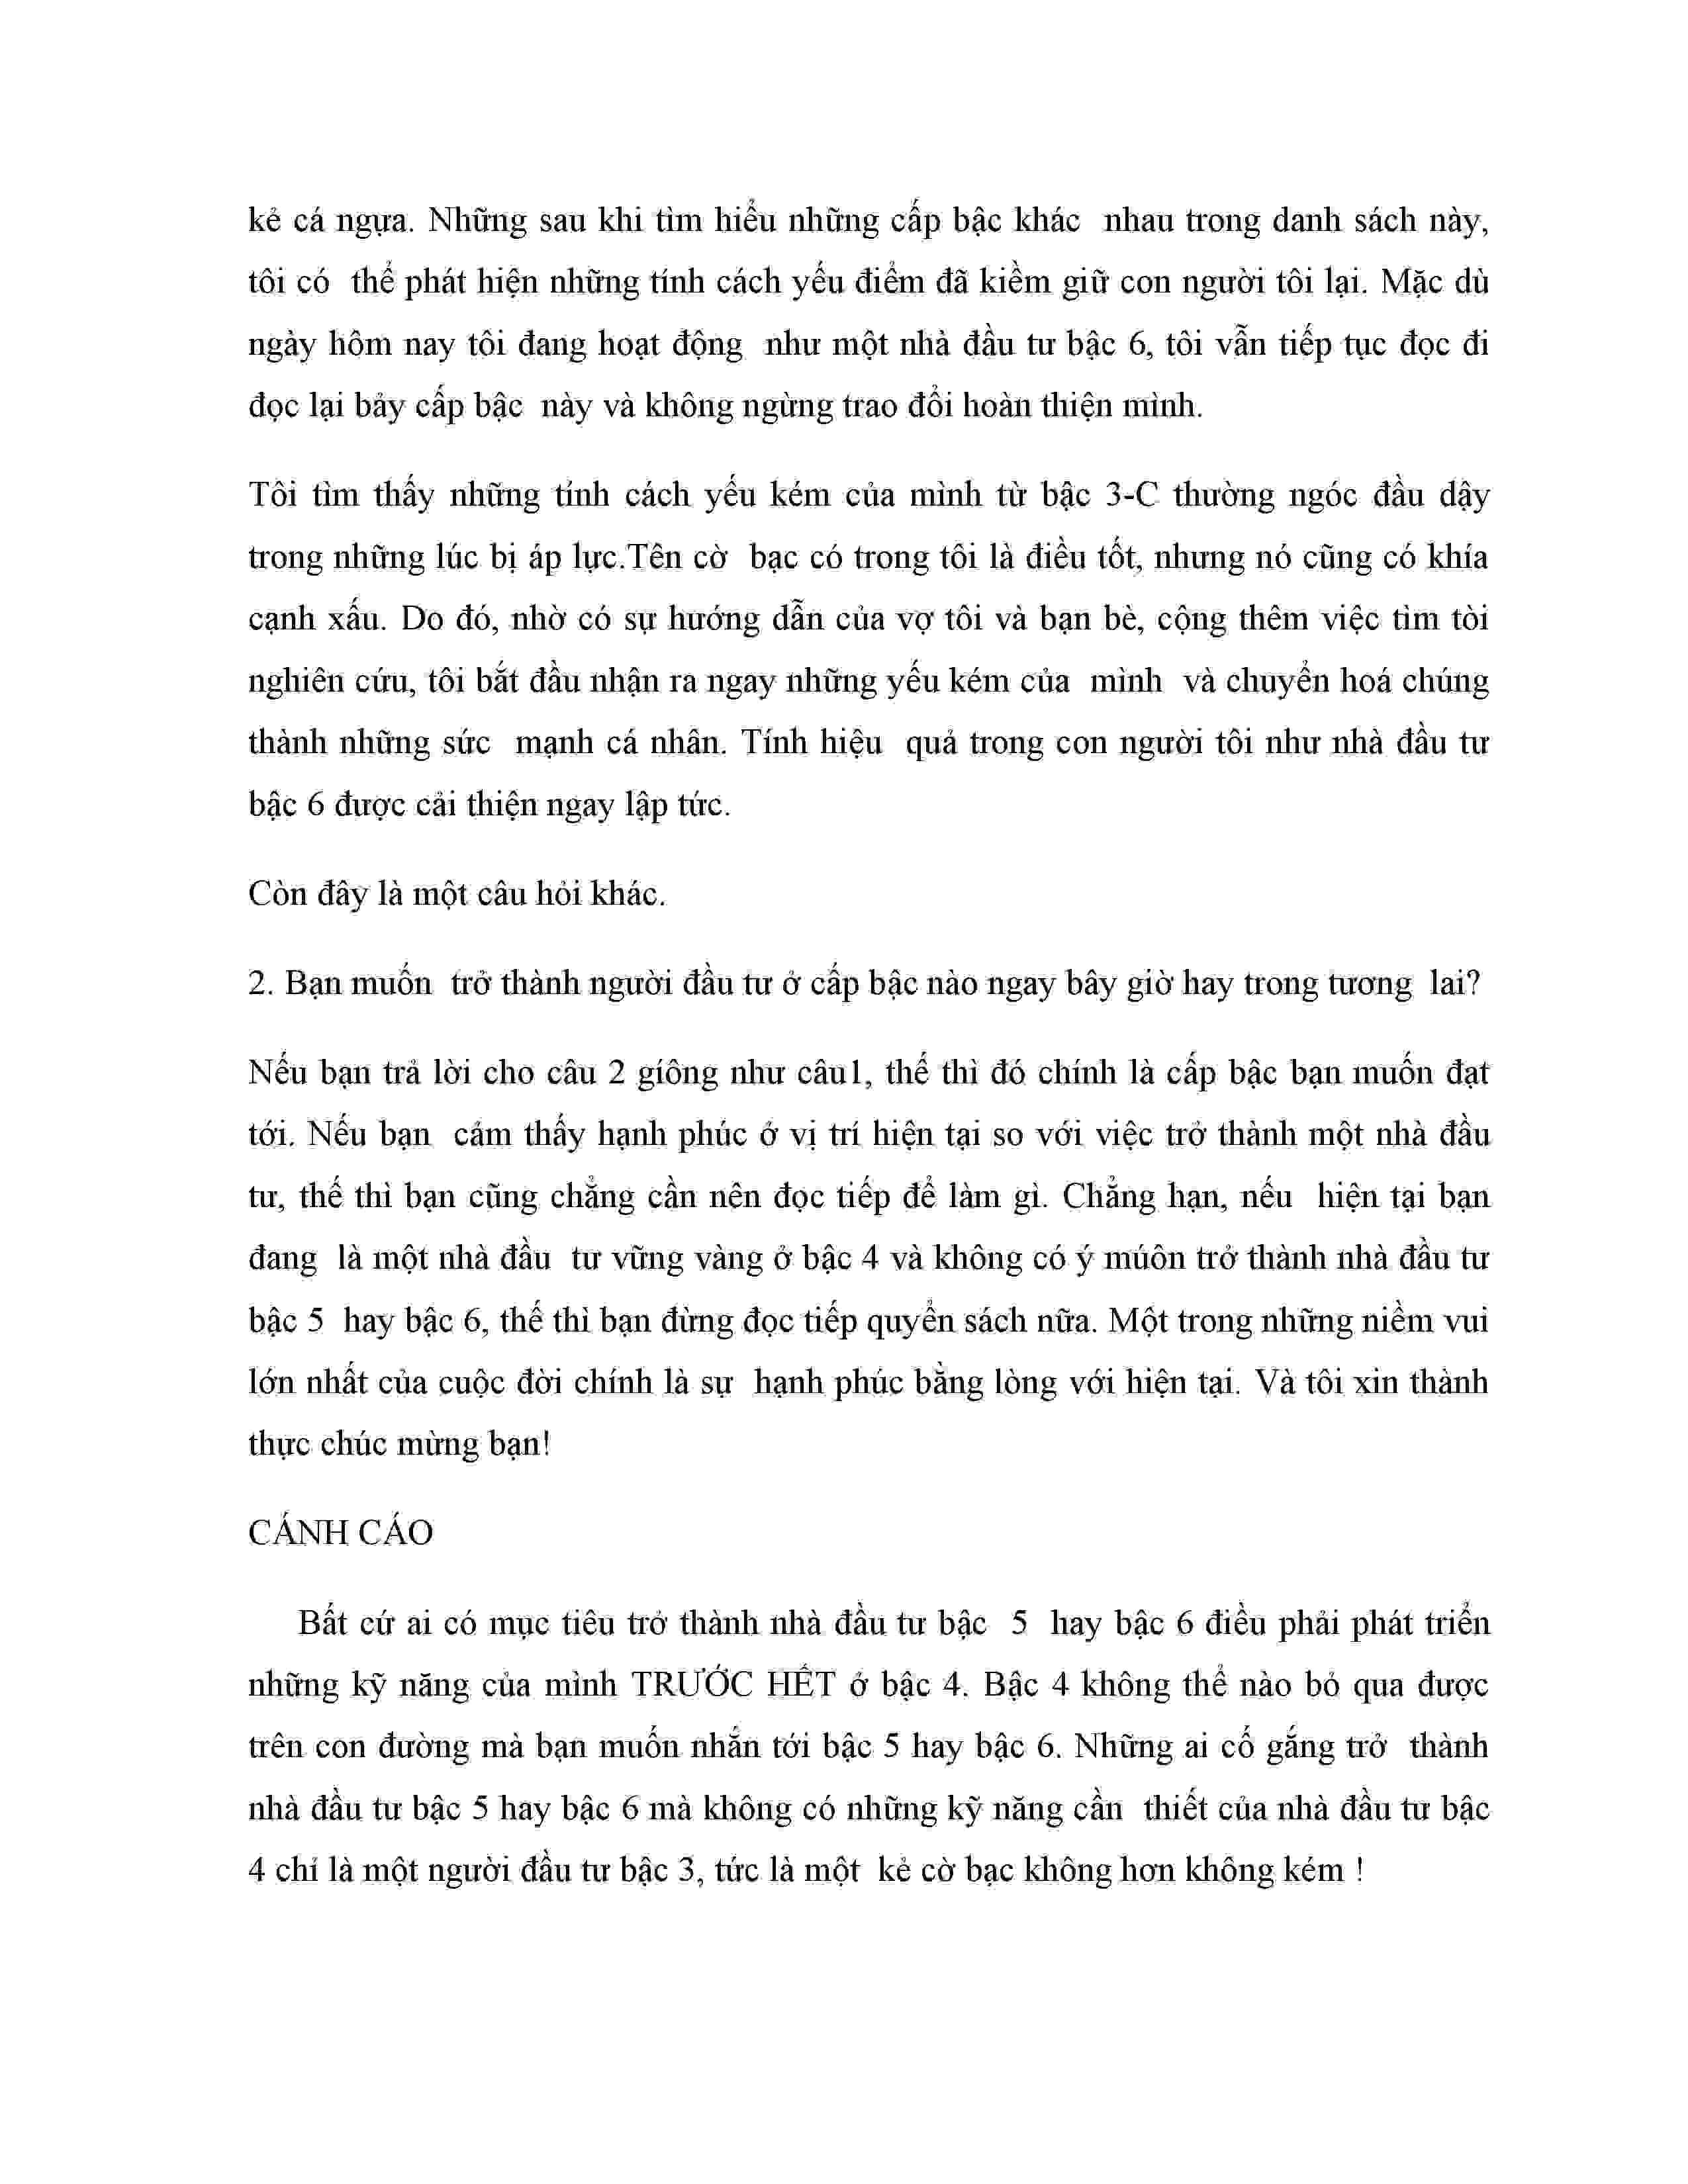 kẻ cá ngựa. Những sau khi tìm hiểu những cấp bậc khác nhau trong danh sách này,
tôi có thể phát hiện những tính cách yếu điểm đã kiềm giữ con người tôi lại. Mặc dù
ngày hôm nay tôi đang hoạt động như một nhà đầu tư bậc 6, tôi vẫn tiếp tục đọc đi
đọc lại bảy cấp bậc này và không ngừng trao đổi hoàn thiện mình.
Tôi tìm thấy những tính cách yếu kém của mình từ bậc 3-C thường ngóc đầu dậy
trong những lúc bị áp lực.Tên cờ bạc có trong tôi là điều tốt, nhưng nó cũng có khía
cạnh xấu. Do đó, nhờ có sự hướng dẫn của vợ tôi và bạn bè, cộng thêm việc tìm tòi
nghiên cứu, tôi bắt đầu nhận ra ngay những yếu kém của mình và chuyển hoá chúng
thành những sức mạnh cá nhân. Tính hiệu quả trong con người tôi như nhà đầu tư
bậc 6 được cải thiện ngay lập tức.
Còn đây là một câu hỏi khác.
2. Bạn muốn trở thành người đầu tư ở cấp bậc nào ngay bây giờ hay trong tương lai?
Nếu bạn trả lời cho câu 2 gíông như câu1, thế thì đó chính là cấp bậc bạn muốn đạt
tới. Nếu bạn cảm thấy hạnh phúc ở vị trí hiện tại so với việc trở thành một nhà đầu
tư, thế thì bạn cũng chẳng cần nên đọc tiếp để làm gì. Chẳng hạn, nếu hiện tại bạn
đang là một nhà đầu tư vững vàng ở bậc 4 và không có ý múôn trở thành nhà đầu tư
bậc 5 hay bậc 6, thế thì bạn đừng đọc tiếp quyển sách nữa. Một trong những niềm vui
lớn nhất của cuộc đời chính là sự hạnh phúc bằng lòng với hiện tại. Và tôi xin thành
thực chúc mừng bạn!
CẢNH CÁO
Bất cứ ai có mục tiêu trở thành nhà đầu tư bậc 5 hay bậc 6 điều phải phát triển
những kỹ năng của mình TRƯỚC HẾT ở bậc 4. Bậc 4 không thể nào bỏ qua được
trên con đường mà bạn muốn nhắn tới bậc 5 hay bậc 6. Những ai cố gắng trở thành
nhà đầu tư bậc 5 hay bậc 6 mà không có những kỹ năng cần thiết của nhà đầu tư bậc
4 chỉ là một người đầu tư bậc 3, tức là một kẻ cờ bạc không hơn không kém !